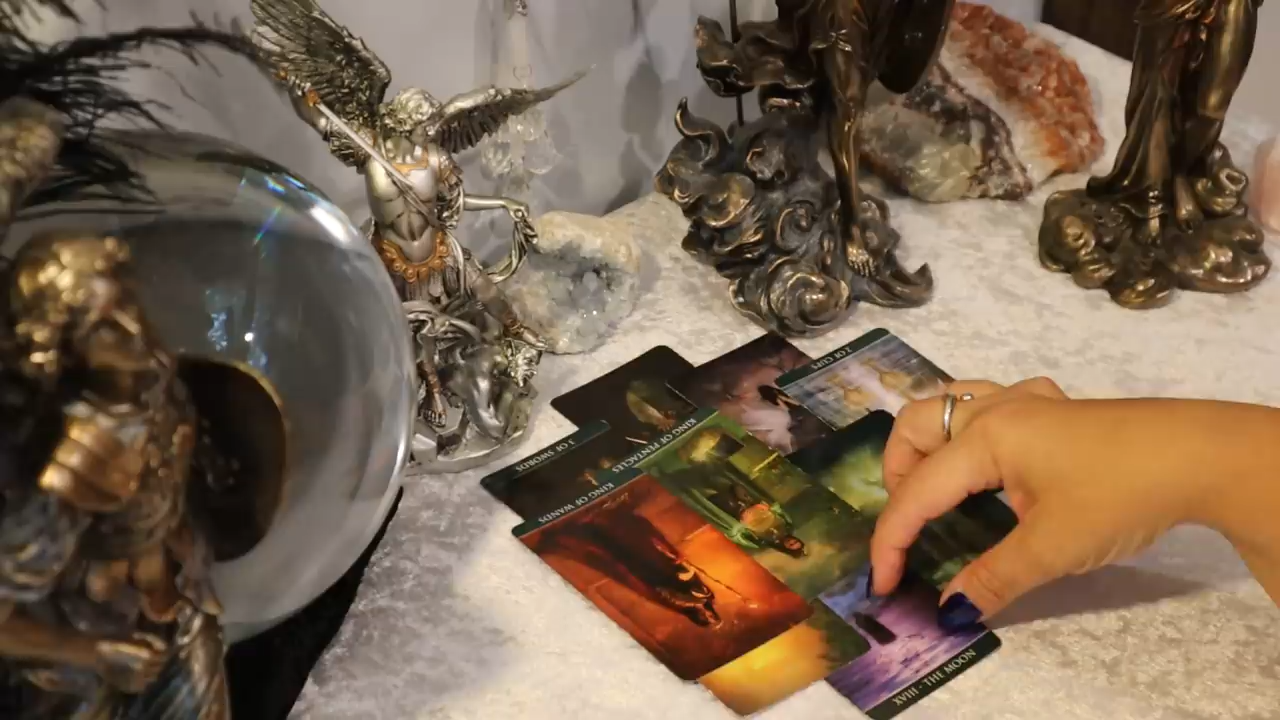 2 OF CUPS
KING OF PENTACLES
3 OF SWORDS
KING OF WANDS
XVIII · THE MOON